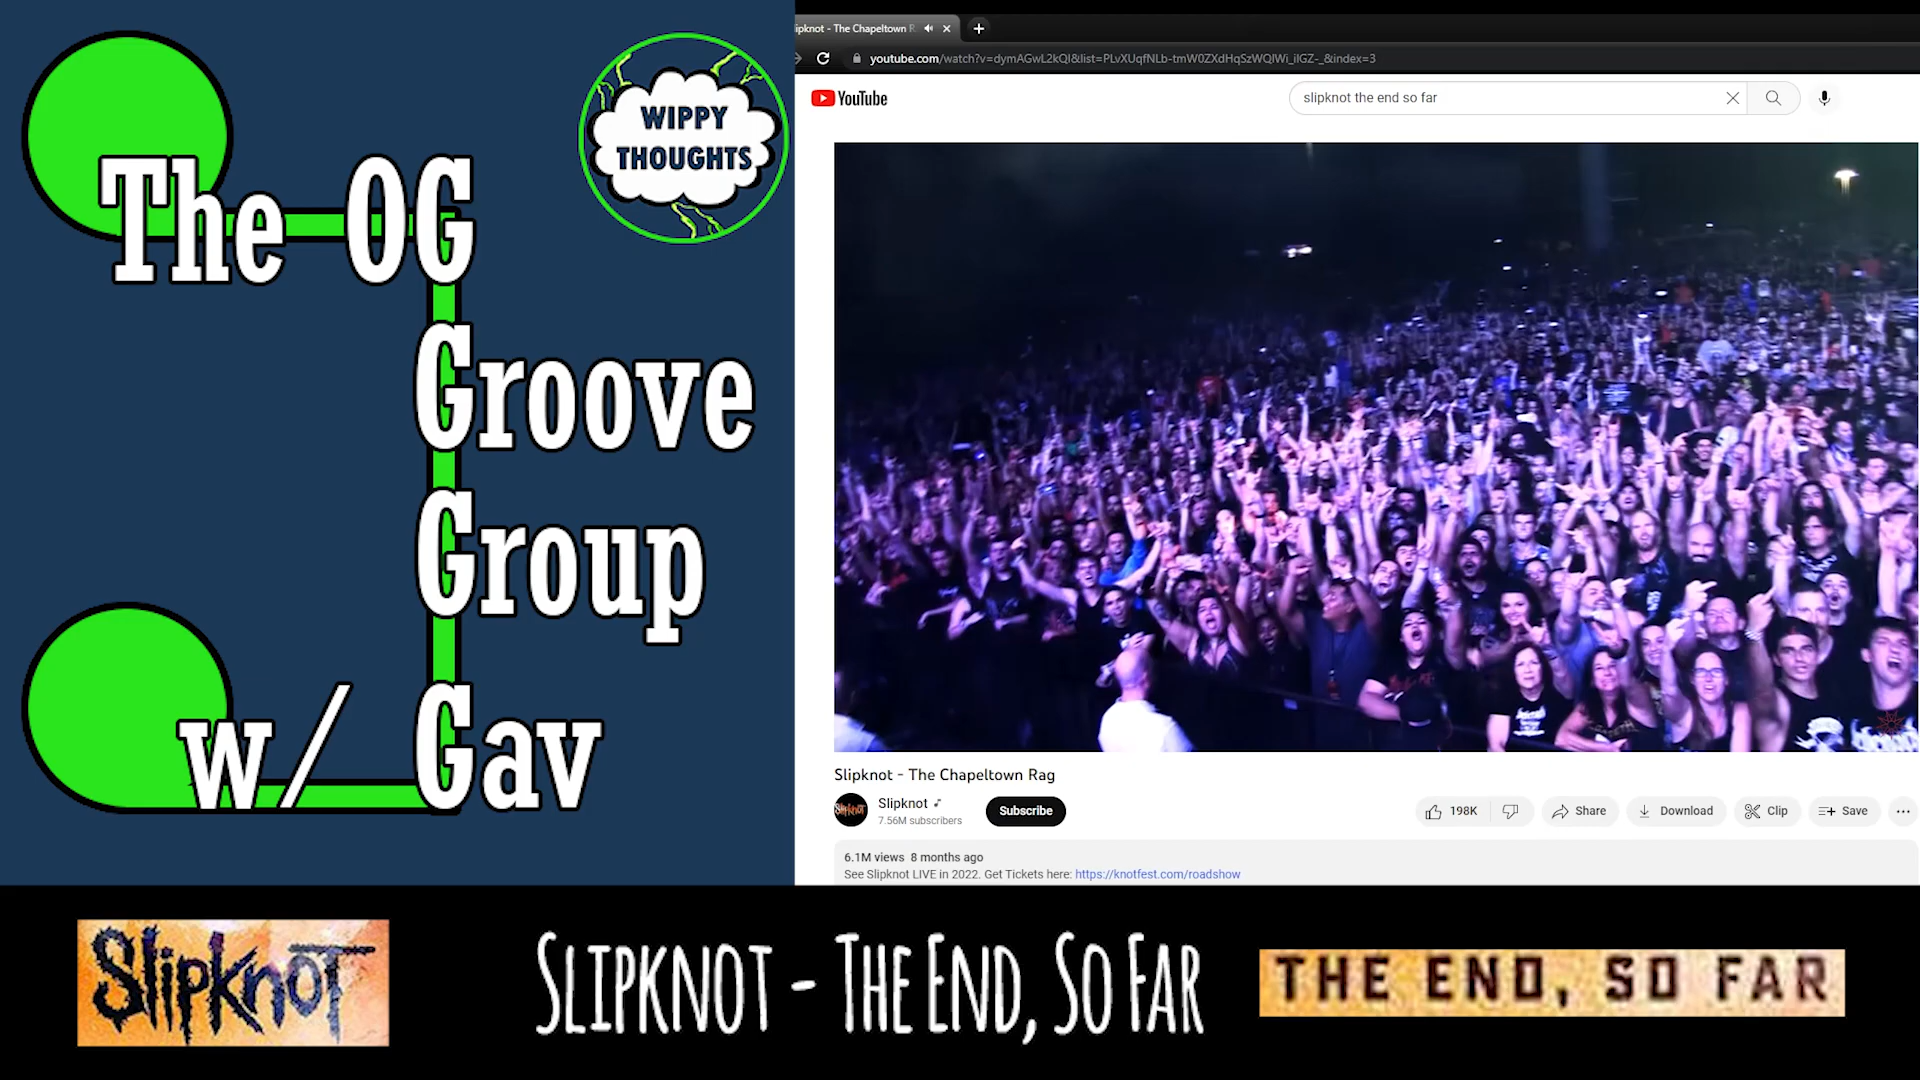 The OG
Groove
Group
w/ Gav
WIPPY
THOUGHTS
ipknot - The Chapeltown R
youtube.com/watch?v=dymAGwL2kQI&list=PLvXUqfNLb-tmW0ZXdHqSzWQlWi_ilGZ-_&index=3
YouTube
slipknot the end so far
Slipknot - The Chapeltown Rag
Slipknot
7.56M subscribers
Subscribe
198K
Share
Download
Clip
Save
6.1M views 8 months ago
See Slipknot LIVE in 2022. Get Tickets here: https://knotfest.com/roadshow
SlipKnoT
SLIPKNOT - THE END, SO FAR
THE END, SO FAR